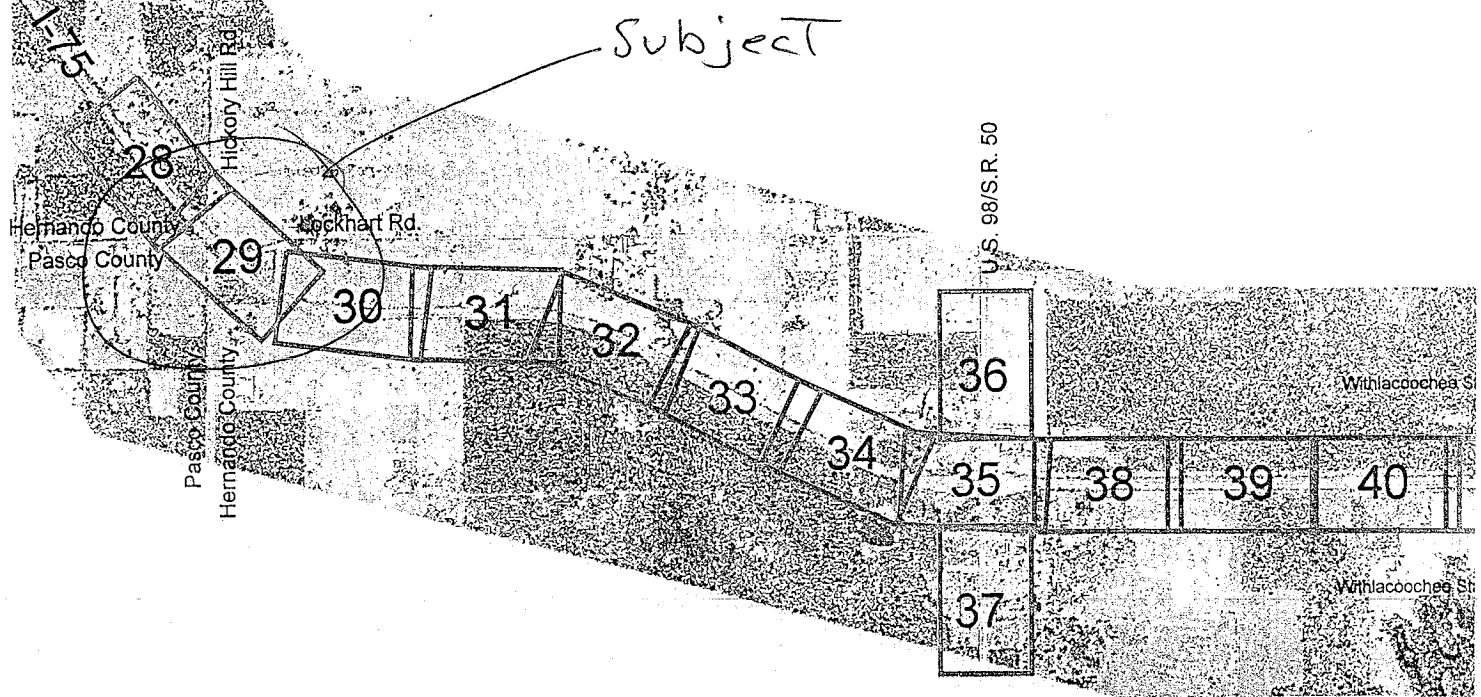 Subject
I-75
Hickory Hill Rd.
28
Hernando County
Pasco County
29
Lockhart Rd.
30
31
32
33
34
35
36
37
38
39
40
U.S. 98/S.R. 50
Pasco County
Hernando County
Withlacoochee
Withlacoochee